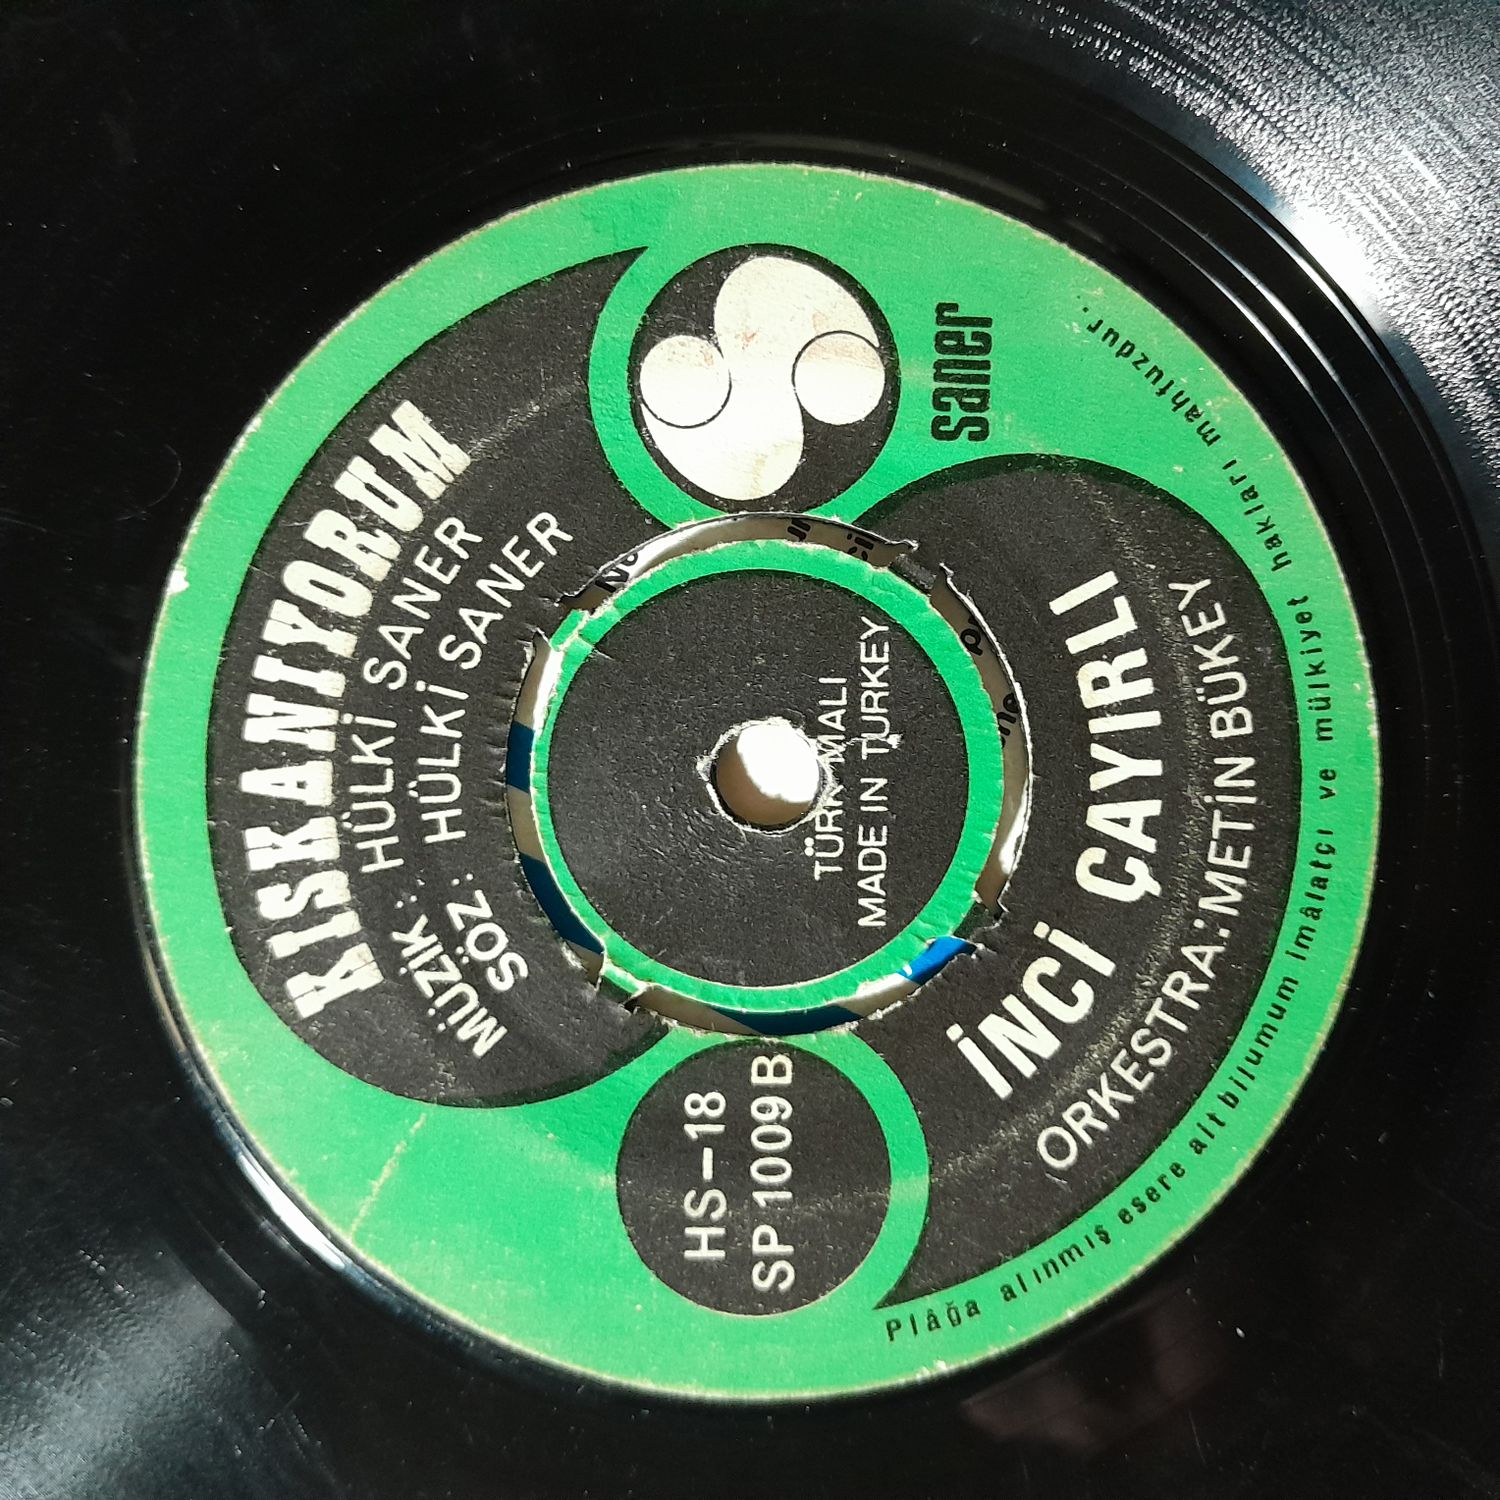 KISKANIYORUM
MÜZİK: HÜLKİ SANER
SÖZ: HÜLKİ SANER
saner
HS-18
SP 1009 B
TÜRK MALI
MADE IN TURKEY
İNCİ ÇAYIRLI
ORKESTRA: METİN BÜKEY
Plâğa alınmış esere ait bilumum imâlatçı ve mülkiyet hakları mahfuzdur..